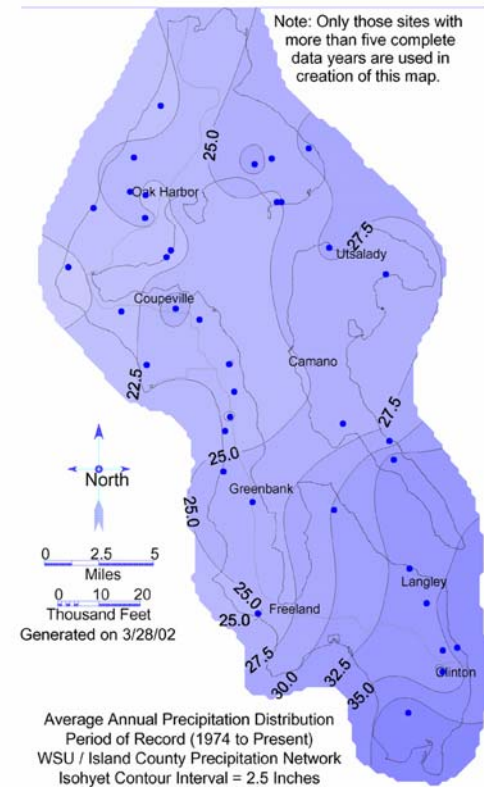 Note: Only those sites with
more than five complete
data years are used in
creation of this map.
25.0
Oak Harbor
27.5
Utsalady
Coupeville
Camano
22.5
27.5
North
25.0
Greenbank
25.0
0 2.5 5
Miles
Langley
0 10 20
Thousand Feet
Generated on 3/28/02
25.0
Freeland
25.0
27.5
30.0
32.5
35.0
Clinton
Average Annual Precipitation Distribution
Period of Record (1974 to Present)
WSU / Island County Precipitation Network
Isohyet Contour Interval = 2.5 Inches